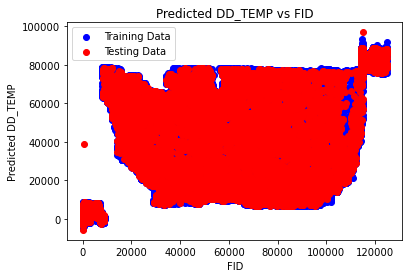 Predicted DD_TEMP vs FID
Training Data
Testing Data
Predicted DD_TEMP
100000
80000
60000
40000
20000
0
0 20000 40000 60000 80000 100000 120000
FID